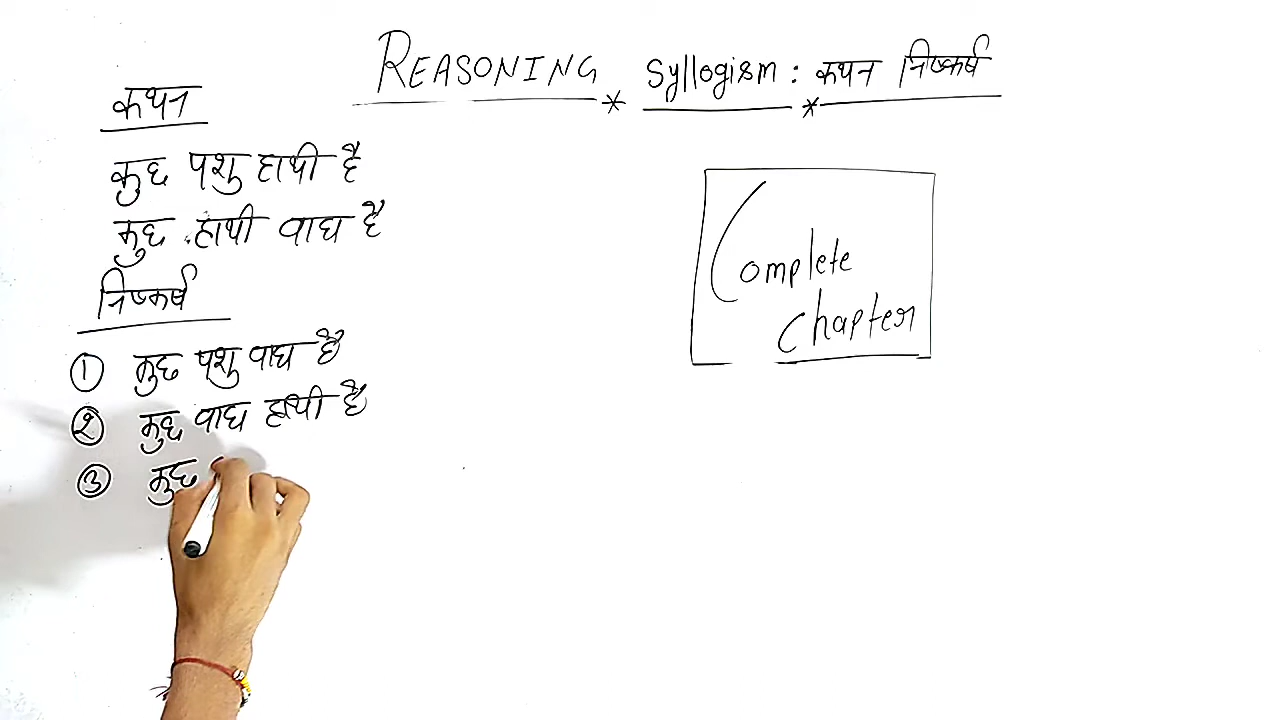 REASONING * Syllogism : * कथन निष्कर्ष
कथन
कुछ पशु हाथी है
कुछ हाथी वाघ है
निष्कर्ष
① कुछ पशु वाघ है
② कुछ वाघ हाथी है
③ कुछ
Complete
chapter